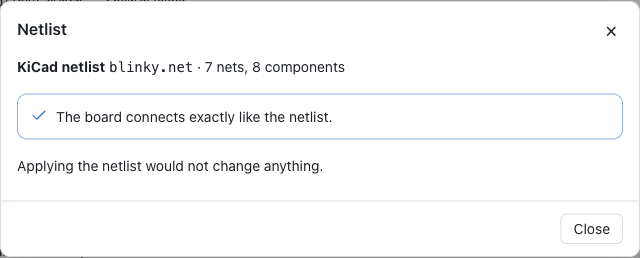 Netlist
KiCad netlist blinky.net · 7 nets, 8 components
The board connects exactly like the netlist.
Applying the netlist would not change anything.
Close